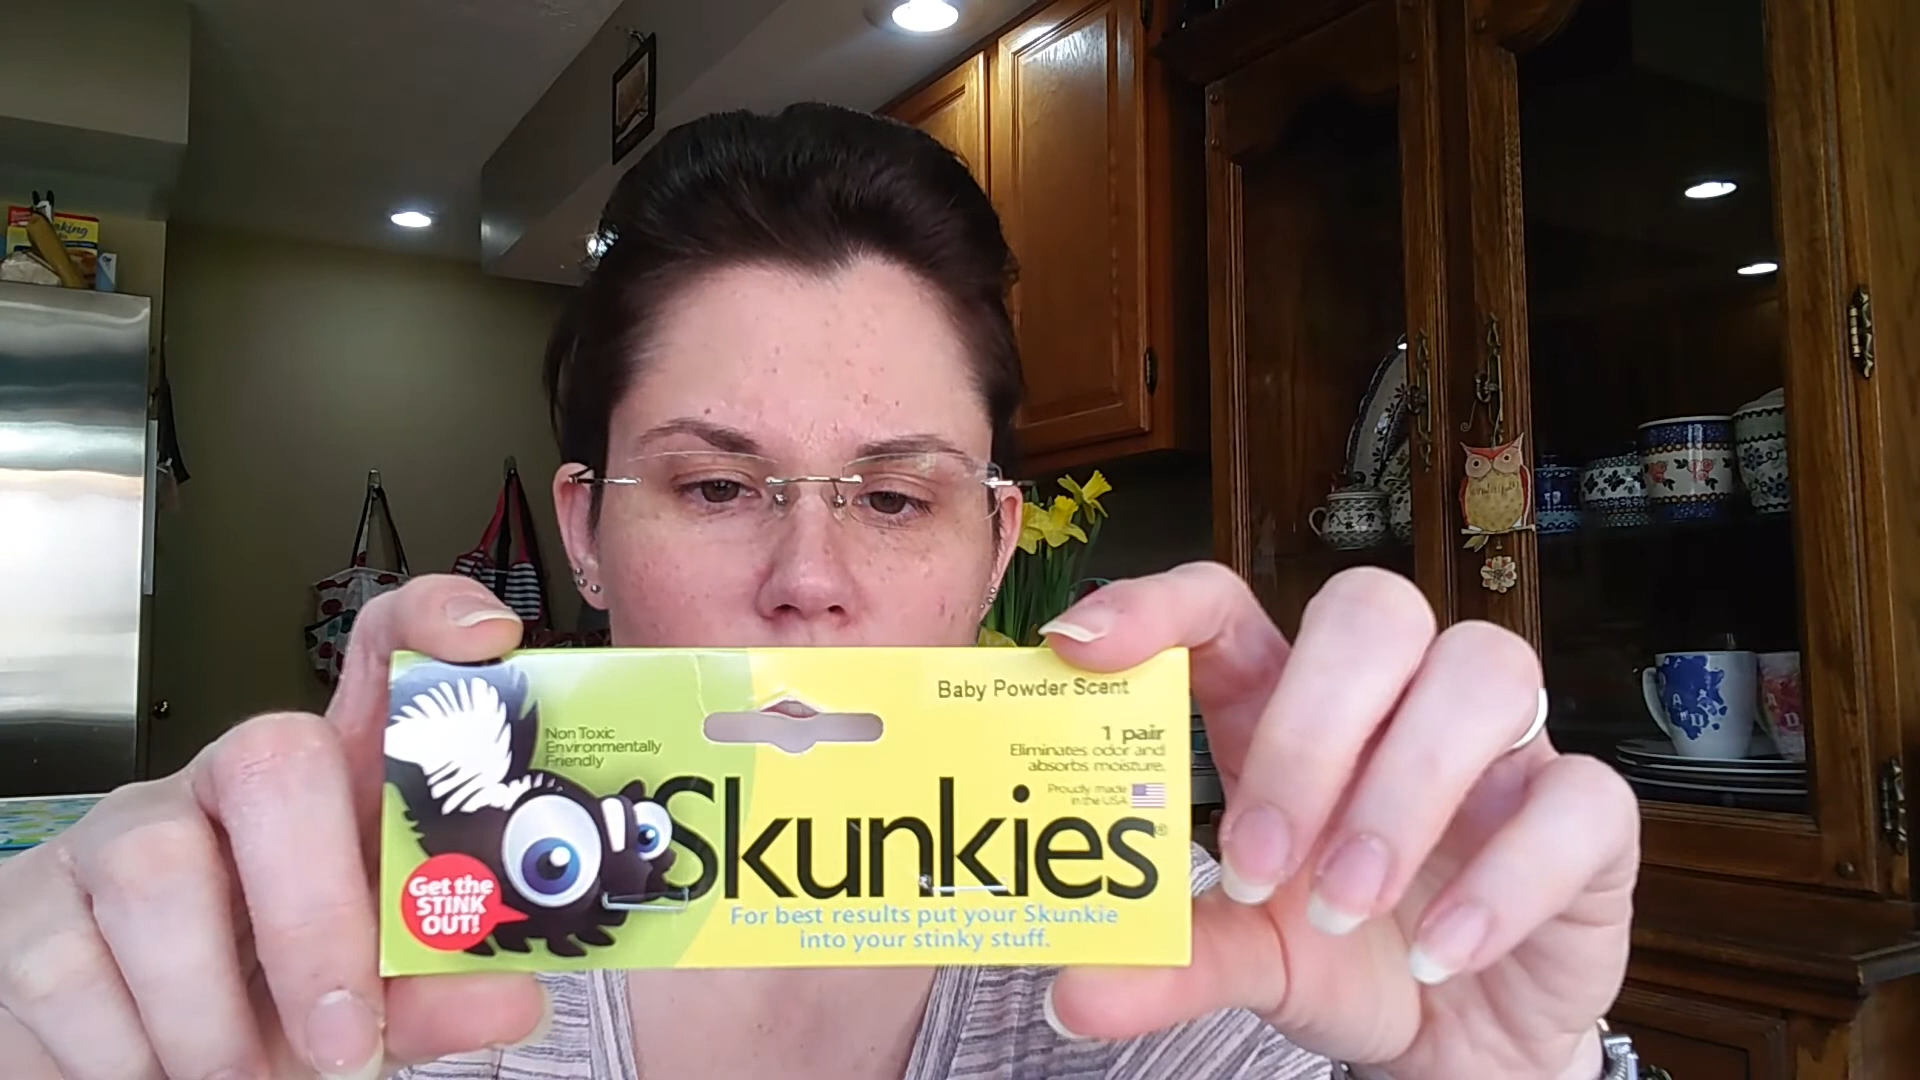 Baby Powder Scent
Non Toxic
Environmentally
Friendly
1 pair
Eliminates odor and
absorbs moisture.
Proudly made
in the USA
Skunkies®
Get the
STINK
OUT!
For best results put your Skunkie
into your stinky stuff.